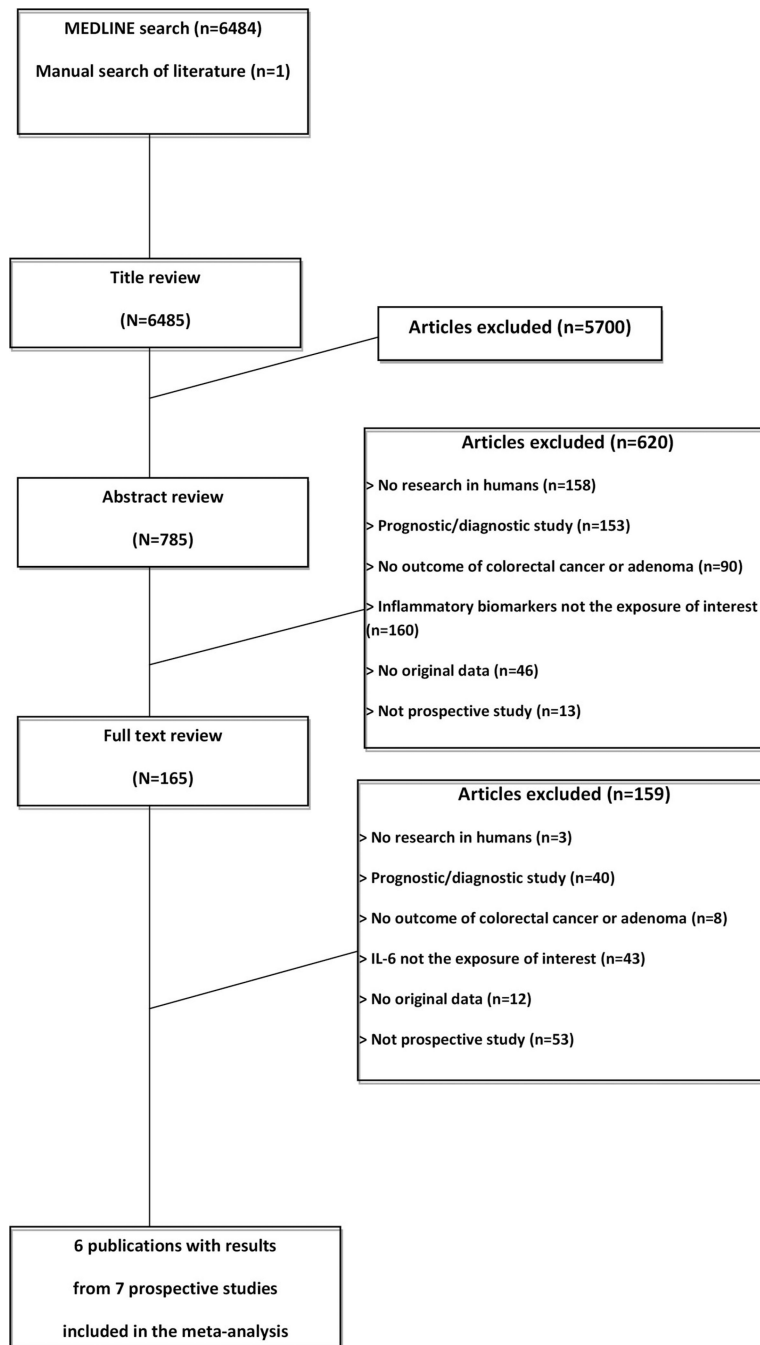 MEDLINE search (n=6484)
Manual search of literature (n=1)
Title review
(N=6485)
Articles excluded (n=5700)
Abstract review
(N=785)
Articles excluded (n=620)
> No research in humans (n=158)
> Prognostic/diagnostic study (n=153)
> No outcome of colorectal cancer or adenoma (n=90)
> Inflammatory biomarkers not the exposure of interest
(n=160)
> No original data (n=46)
> Not prospective study (n=13)
Full text review
(N=165)
Articles excluded (n=159)
> No research in humans (n=3)
> Prognostic/diagnostic study (n=40)
> No outcome of colorectal cancer or adenoma (n=8)
> IL-6 not the exposure of interest (n=43)
> No original data (n=12)
> Not prospective study (n=53)
6 publications with results
from 7 prospective studies
included in the meta-analysis